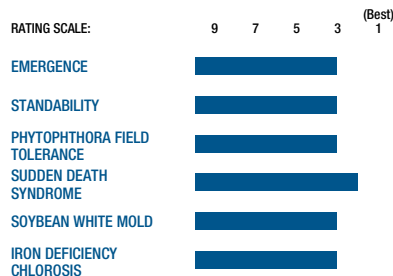 (Best)
RATING SCALE: 9 7 5 3 1
EMERGENCE
STANDABILITY
PHYTOPHTHORA FIELD
TOLERANCE
SUDDEN DEATH
SYNDROME
SOYBEAN WHITE MOLD
IRON DEFICIENCY
CHLOROSIS